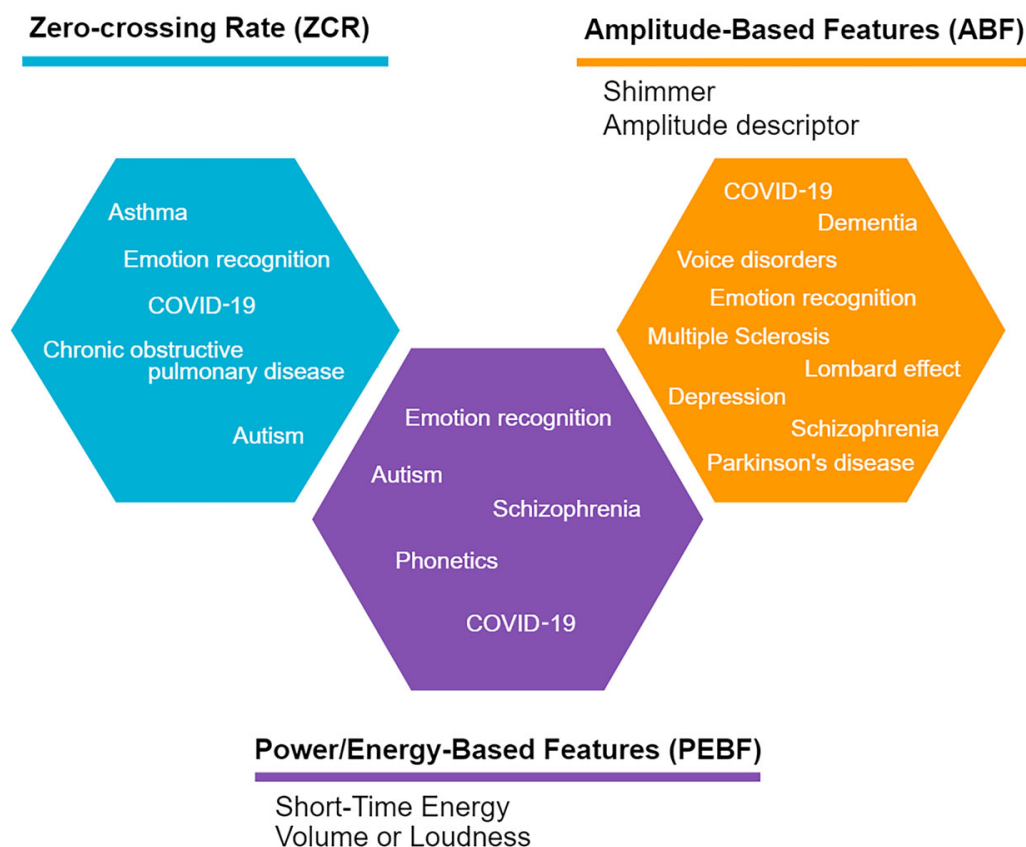 Zero-crossing Rate (ZCR)
Asthma
Emotion recognition
COVID-19
Chronic obstructive
pulmonary disease
Autism
Amplitude-Based Features (ABF)
Shimmer
Amplitude descriptor
COVID-19
Dementia
Voice disorders
Emotion recognition
Multiple Sclerosis
Lombard effect
Depression
Schizophrenia
Parkinson's disease
Emotion recognition
Autism
Schizophrenia
Phonetics
COVID-19
Power/Energy-Based Features (PEBF)
Short-Time Energy
Volume or Loudness